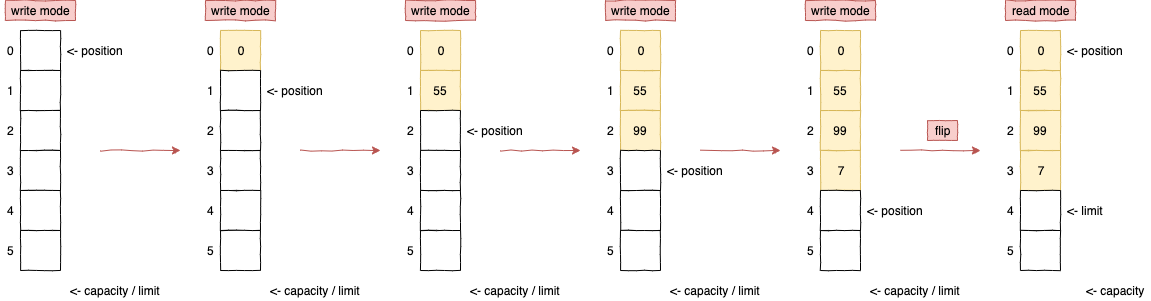 write mode
write mode
write mode
write mode
write mode
read mode
0 <- position
0 0
0 0
0 0
0 0
0 0 <- position
1
1 <- position
1 55
1 55
1 55
1 55
2
2
2 <- position
2 99
2 99
flip
2 99
3
3
3
3 <- position
3 7
3 7
4
4
4
4
4 <- position
4 <- limit
5
5
5
5
5
5
<- capacity / limit
<- capacity / limit
<- capacity / limit
<- capacity / limit
<- capacity / limit
<- capacity